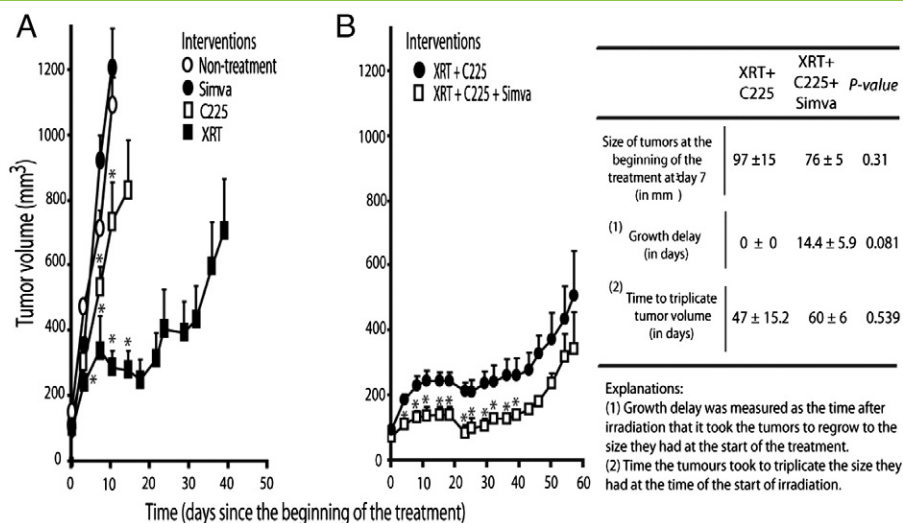 A
Interventions
Non-treatment
Simva
C225
XRT
Tumor volume (mm3)
1200
1000
800
600
400
200
0
* * * * * *
0 10 20 30 40 50
B
Interventions
XRT + C225
XRT + C225 + Simva
1200
1000
800
600
400
200
0
* * * * * * * * * *
0 10 20 30 40 50 60
Time (days since the beginning of the treatment)
XRT+
C225
XRT+
C225+
Simva
P-value
Size of tumors at the
beginning of the
treatment at day 7
(in mm3)
97 ±15
76 ± 5
0.31
(1) Growth delay
(in days)
0 ± 0
14.4 ± 5.9
0.081
(2) Time to triplicate
tumor volume
(in days)
47 ± 15.2
60 ± 6
0.539
Explanations:
(1) Growth delay was measured as the time after
irradiation that it took the tumors to regrow to the
size they had at the start of the treatment.
(2) Time the tumours took to triplicate the size they
had at the time of the start of irradiation.